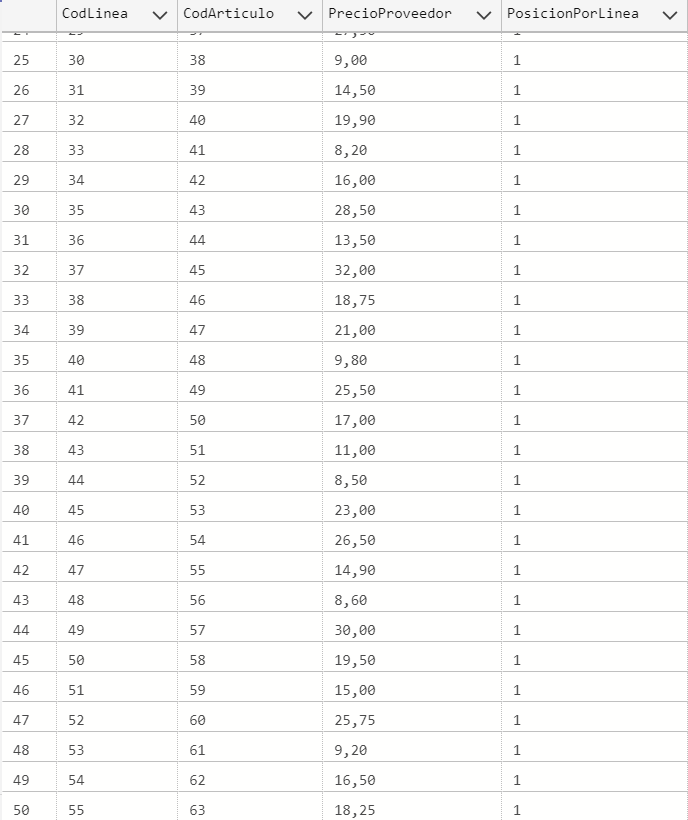 CodLinea CodArticulo PrecioProveedor PosicionPorLinea
25 30 38 9,00 1
26 31 39 14,50 1
27 32 40 19,90 1
28 33 41 8,20 1
29 34 42 16,00 1
30 35 43 28,50 1
31 36 44 13,50 1
32 37 45 32,00 1
33 38 46 18,75 1
34 39 47 21,00 1
35 40 48 9,80 1
36 41 49 25,50 1
37 42 50 17,00 1
38 43 51 11,00 1
39 44 52 8,50 1
40 45 53 23,00 1
41 46 54 26,50 1
42 47 55 14,90 1
43 48 56 8,60 1
44 49 57 30,00 1
45 50 58 19,50 1
46 51 59 15,00 1
47 52 60 25,75 1
48 53 61 9,20 1
49 54 62 16,50 1
50 55 63 18,25 1